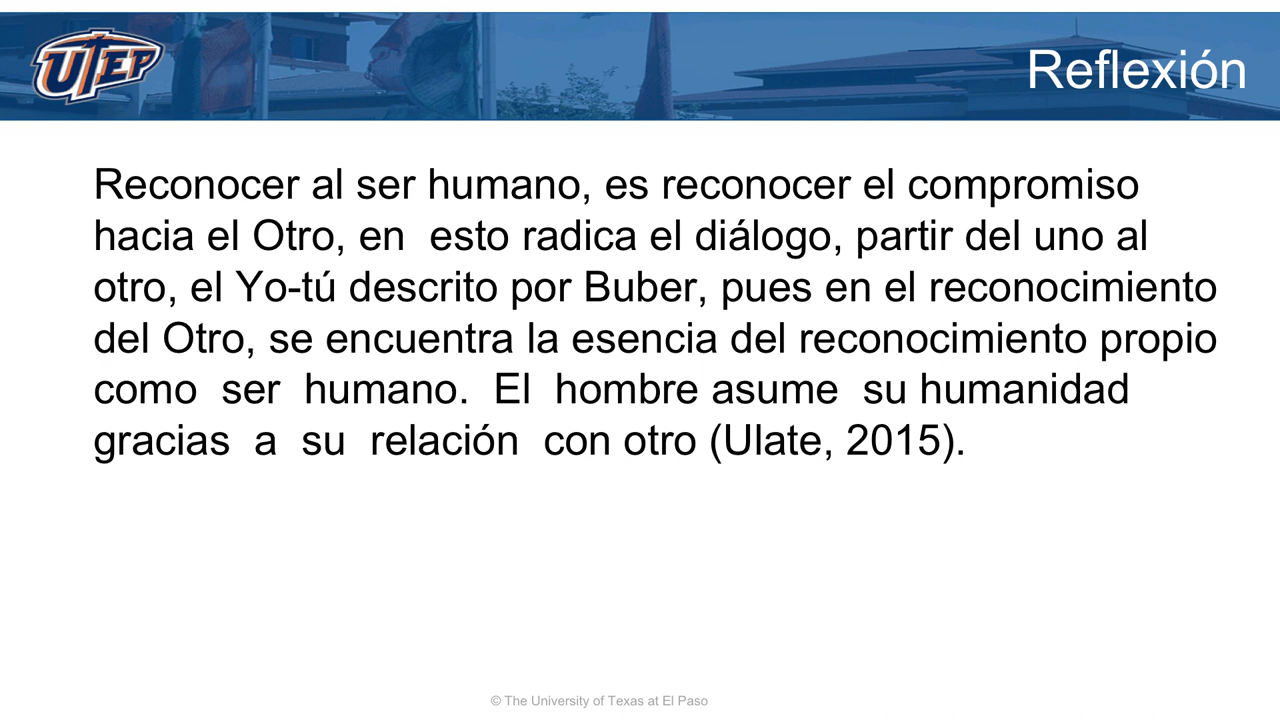 UTEP
Reflexión
Reconocer al ser humano, es reconocer el compromiso
hacia el Otro, en  esto radica el diálogo, partir del uno al
otro, el Yo-tú descrito por Buber, pues en el reconocimiento
del Otro, se encuentra la esencia del reconocimiento propio
como  ser  humano.  El  hombre asume  su humanidad
gracias  a  su  relación  con otro (Ulate, 2015).
© The University of Texas at El Paso